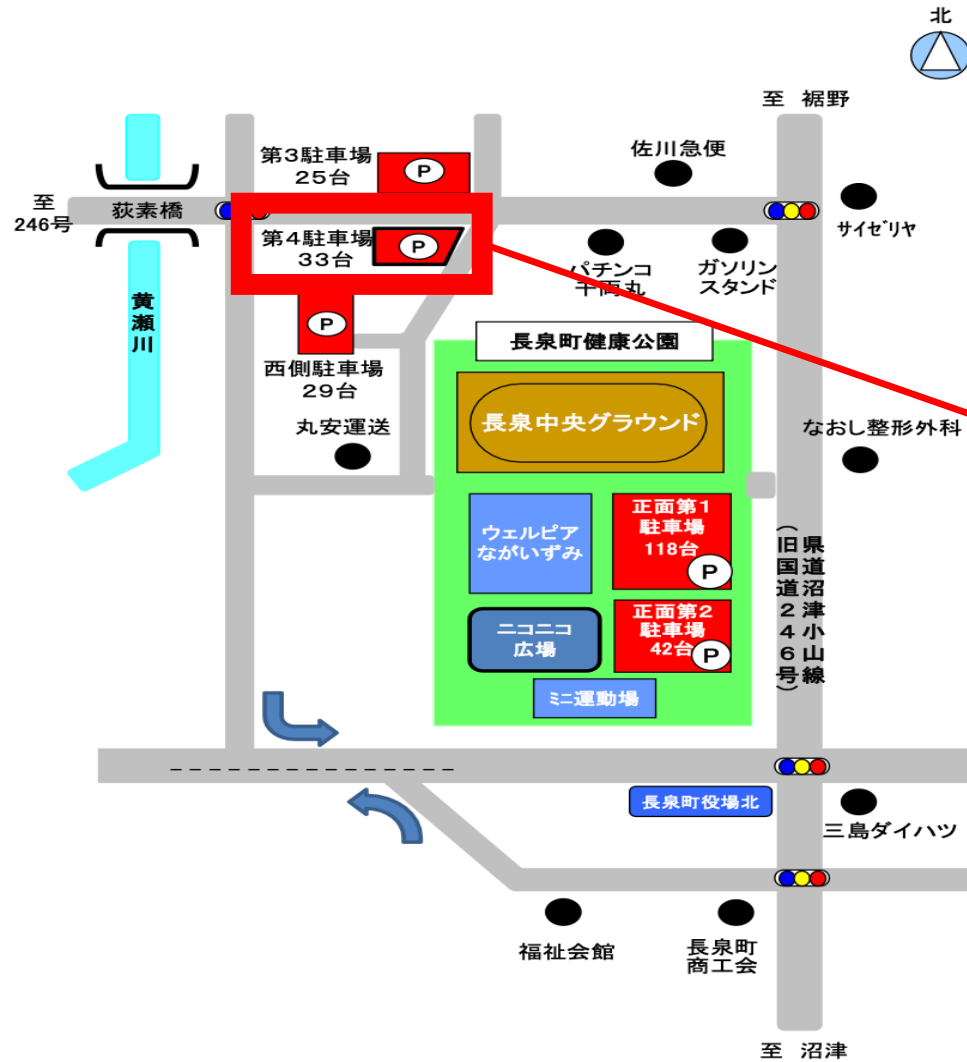 北
至 裾野
佐川急便
第3駐車場
25台
P
至
246号
荻素橋
サイゼリヤ
第4駐車場
33台
P
パチンコ
千両丸
ガソリン
スタンド
黄瀬川
P
西側駐車場
29台
長泉町健康公園
長泉中央グラウンド
丸安運送
なおし整形外科
ウェルピア
ながいずみ
正面第1
駐車場
118台
P
県道沼津小山線
(旧国道246号)
ニコニコ
広場
正面第2
駐車場
42台
P
ミニ運動場
長泉町役場北
三島ダイハツ
福祉会館
長泉町
商工会
至 沼津